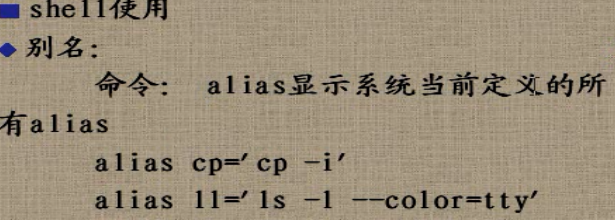 shell使用
别名:
命令: alias显示系统当前定义的所
有alias
alias cp='cp -i'
alias ll='ls -l --color=tty'